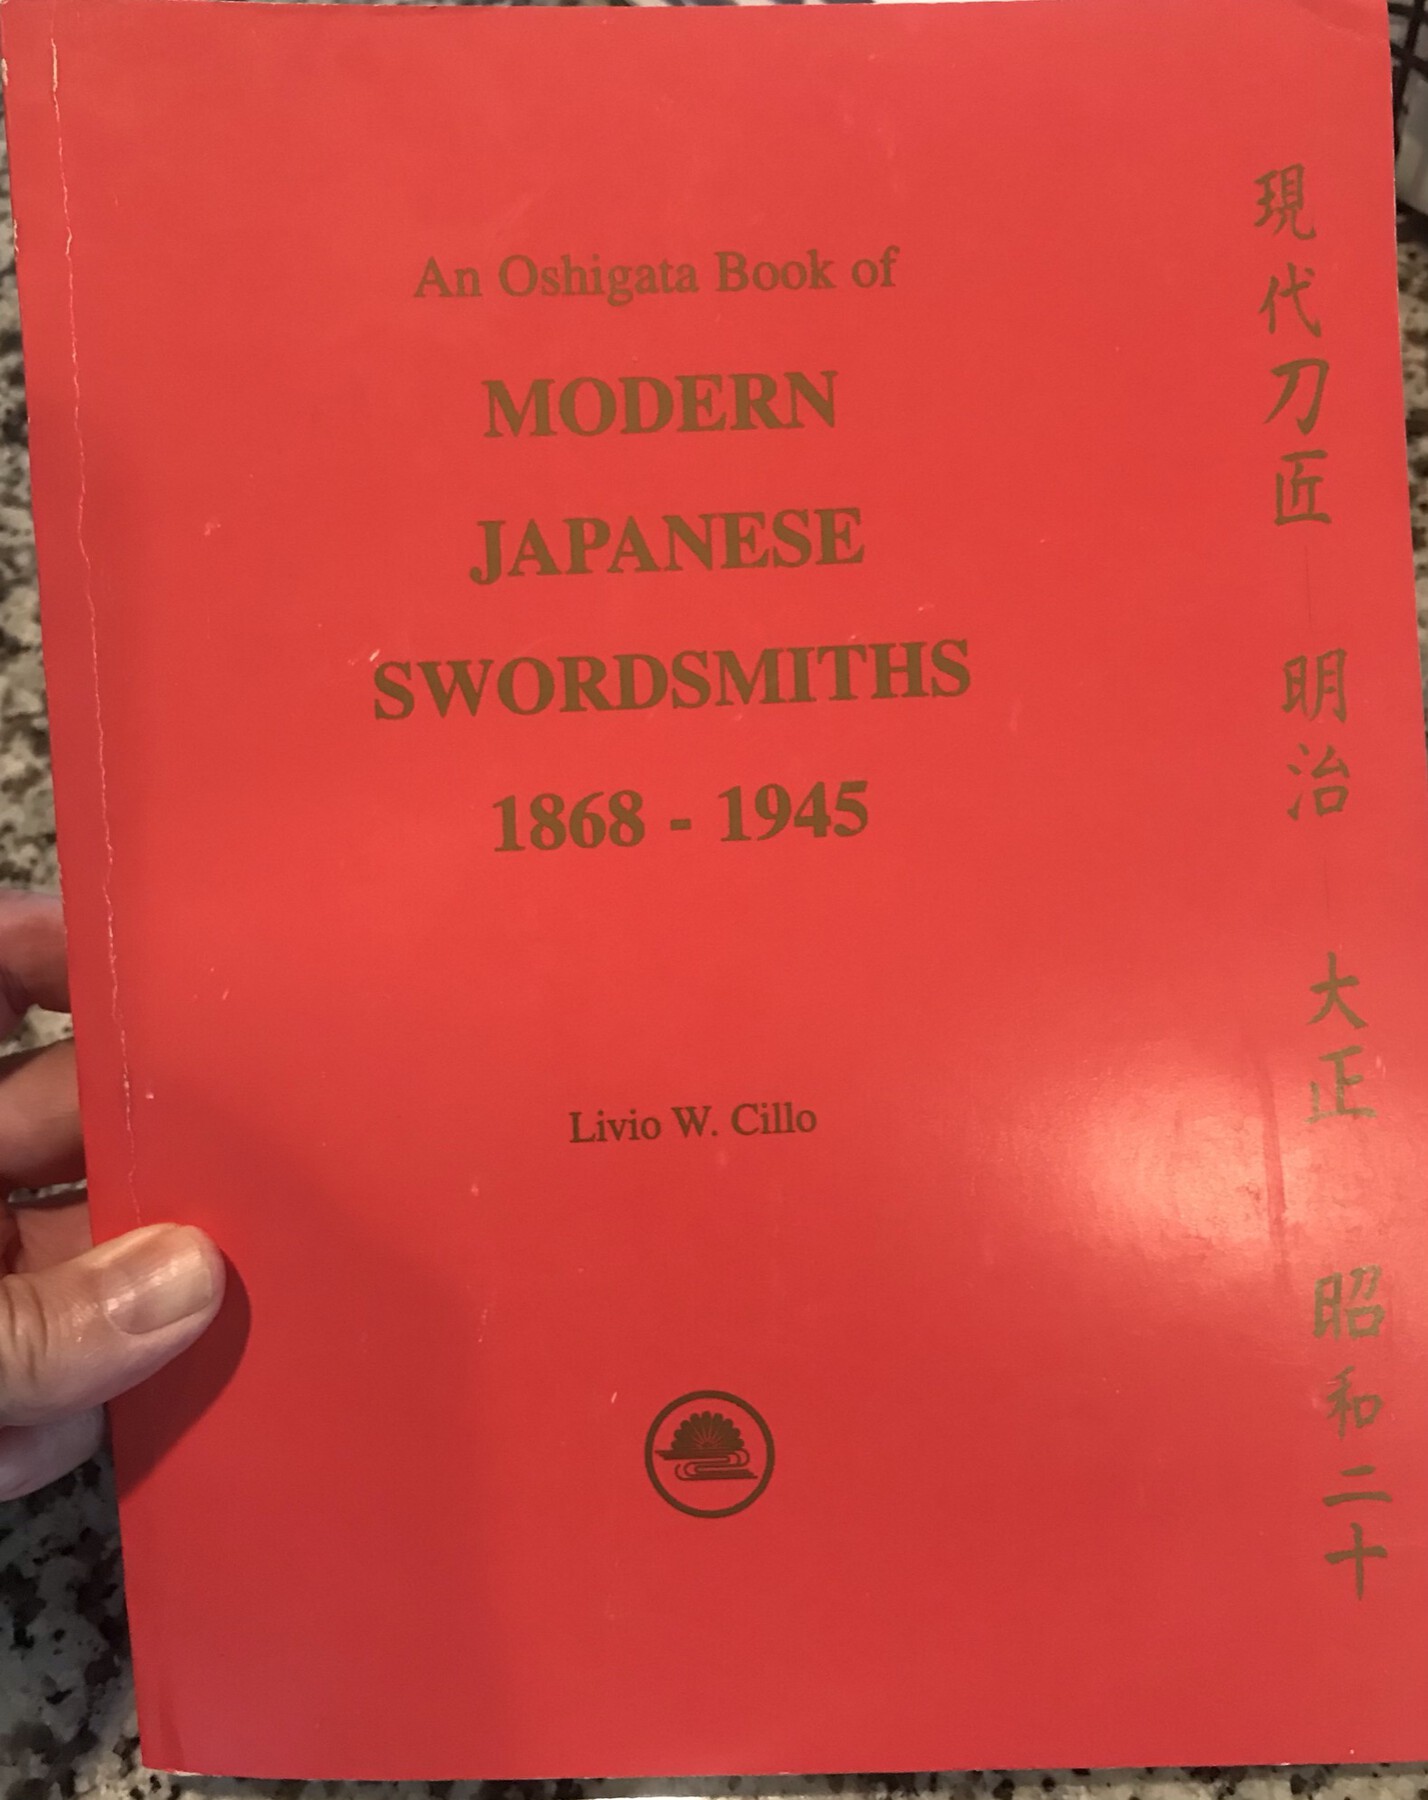 An Oshigata Book of
MODERN
JAPANESE
SWORDSMITHS
1868 - 1945
Livio W. Cillo
現代刀匠 明治 大正 昭和二十